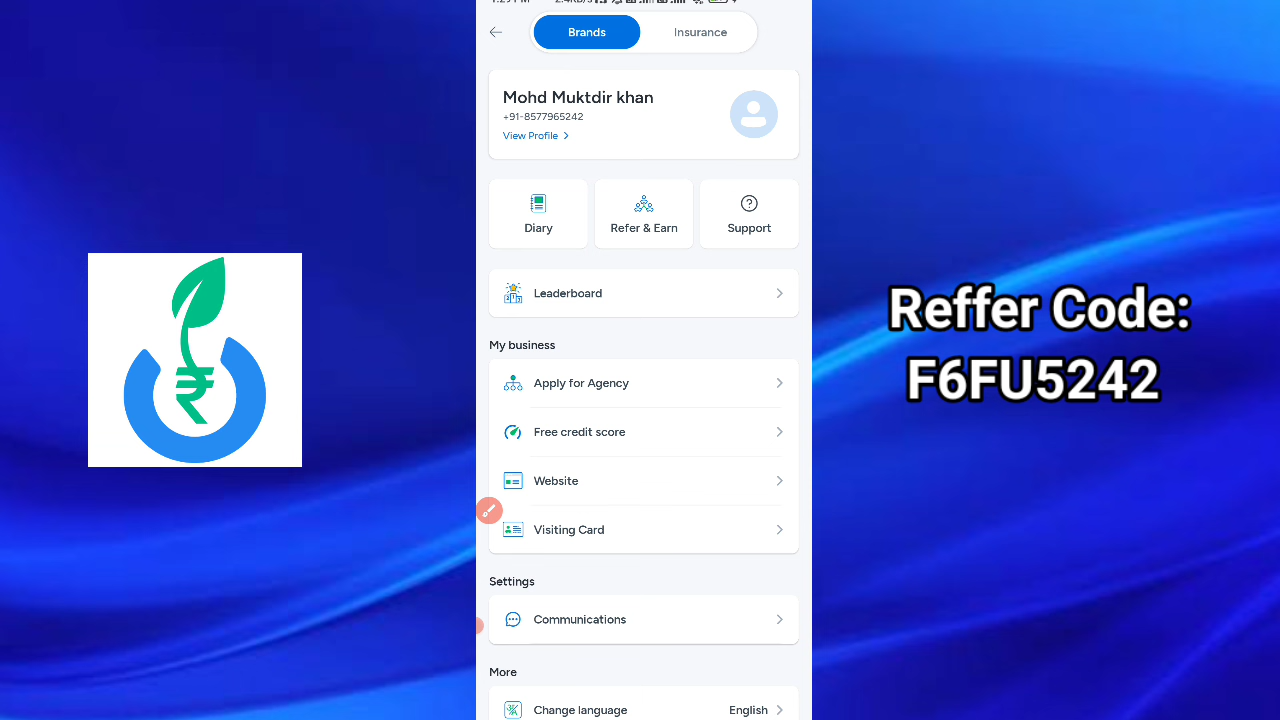 Brands
Insurance
Mohd Muktdir khan
+91-8577965242
View Profile
Diary
Refer & Earn
Support
Leaderboard
My business
Apply for Agency
Free credit score
Website
Visiting Card
Settings
Communications
More
Change language
English
₹
Reffer Code:
F6FU5242